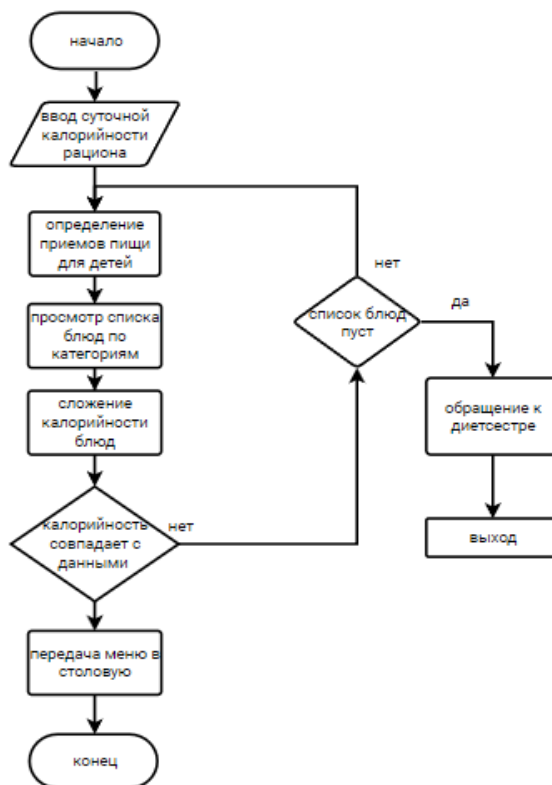 начало
ввод суточной
калорийности
рациона
определение
приемов пищи
для детей
нет
просмотр списка
блюд по
категориям
список блюд
пуст
да
сложение
калорийности
блюд
обращение к
диетсестре
калорийность
совпадает с
данными
нет
выход
передача меню в
столовую
конец